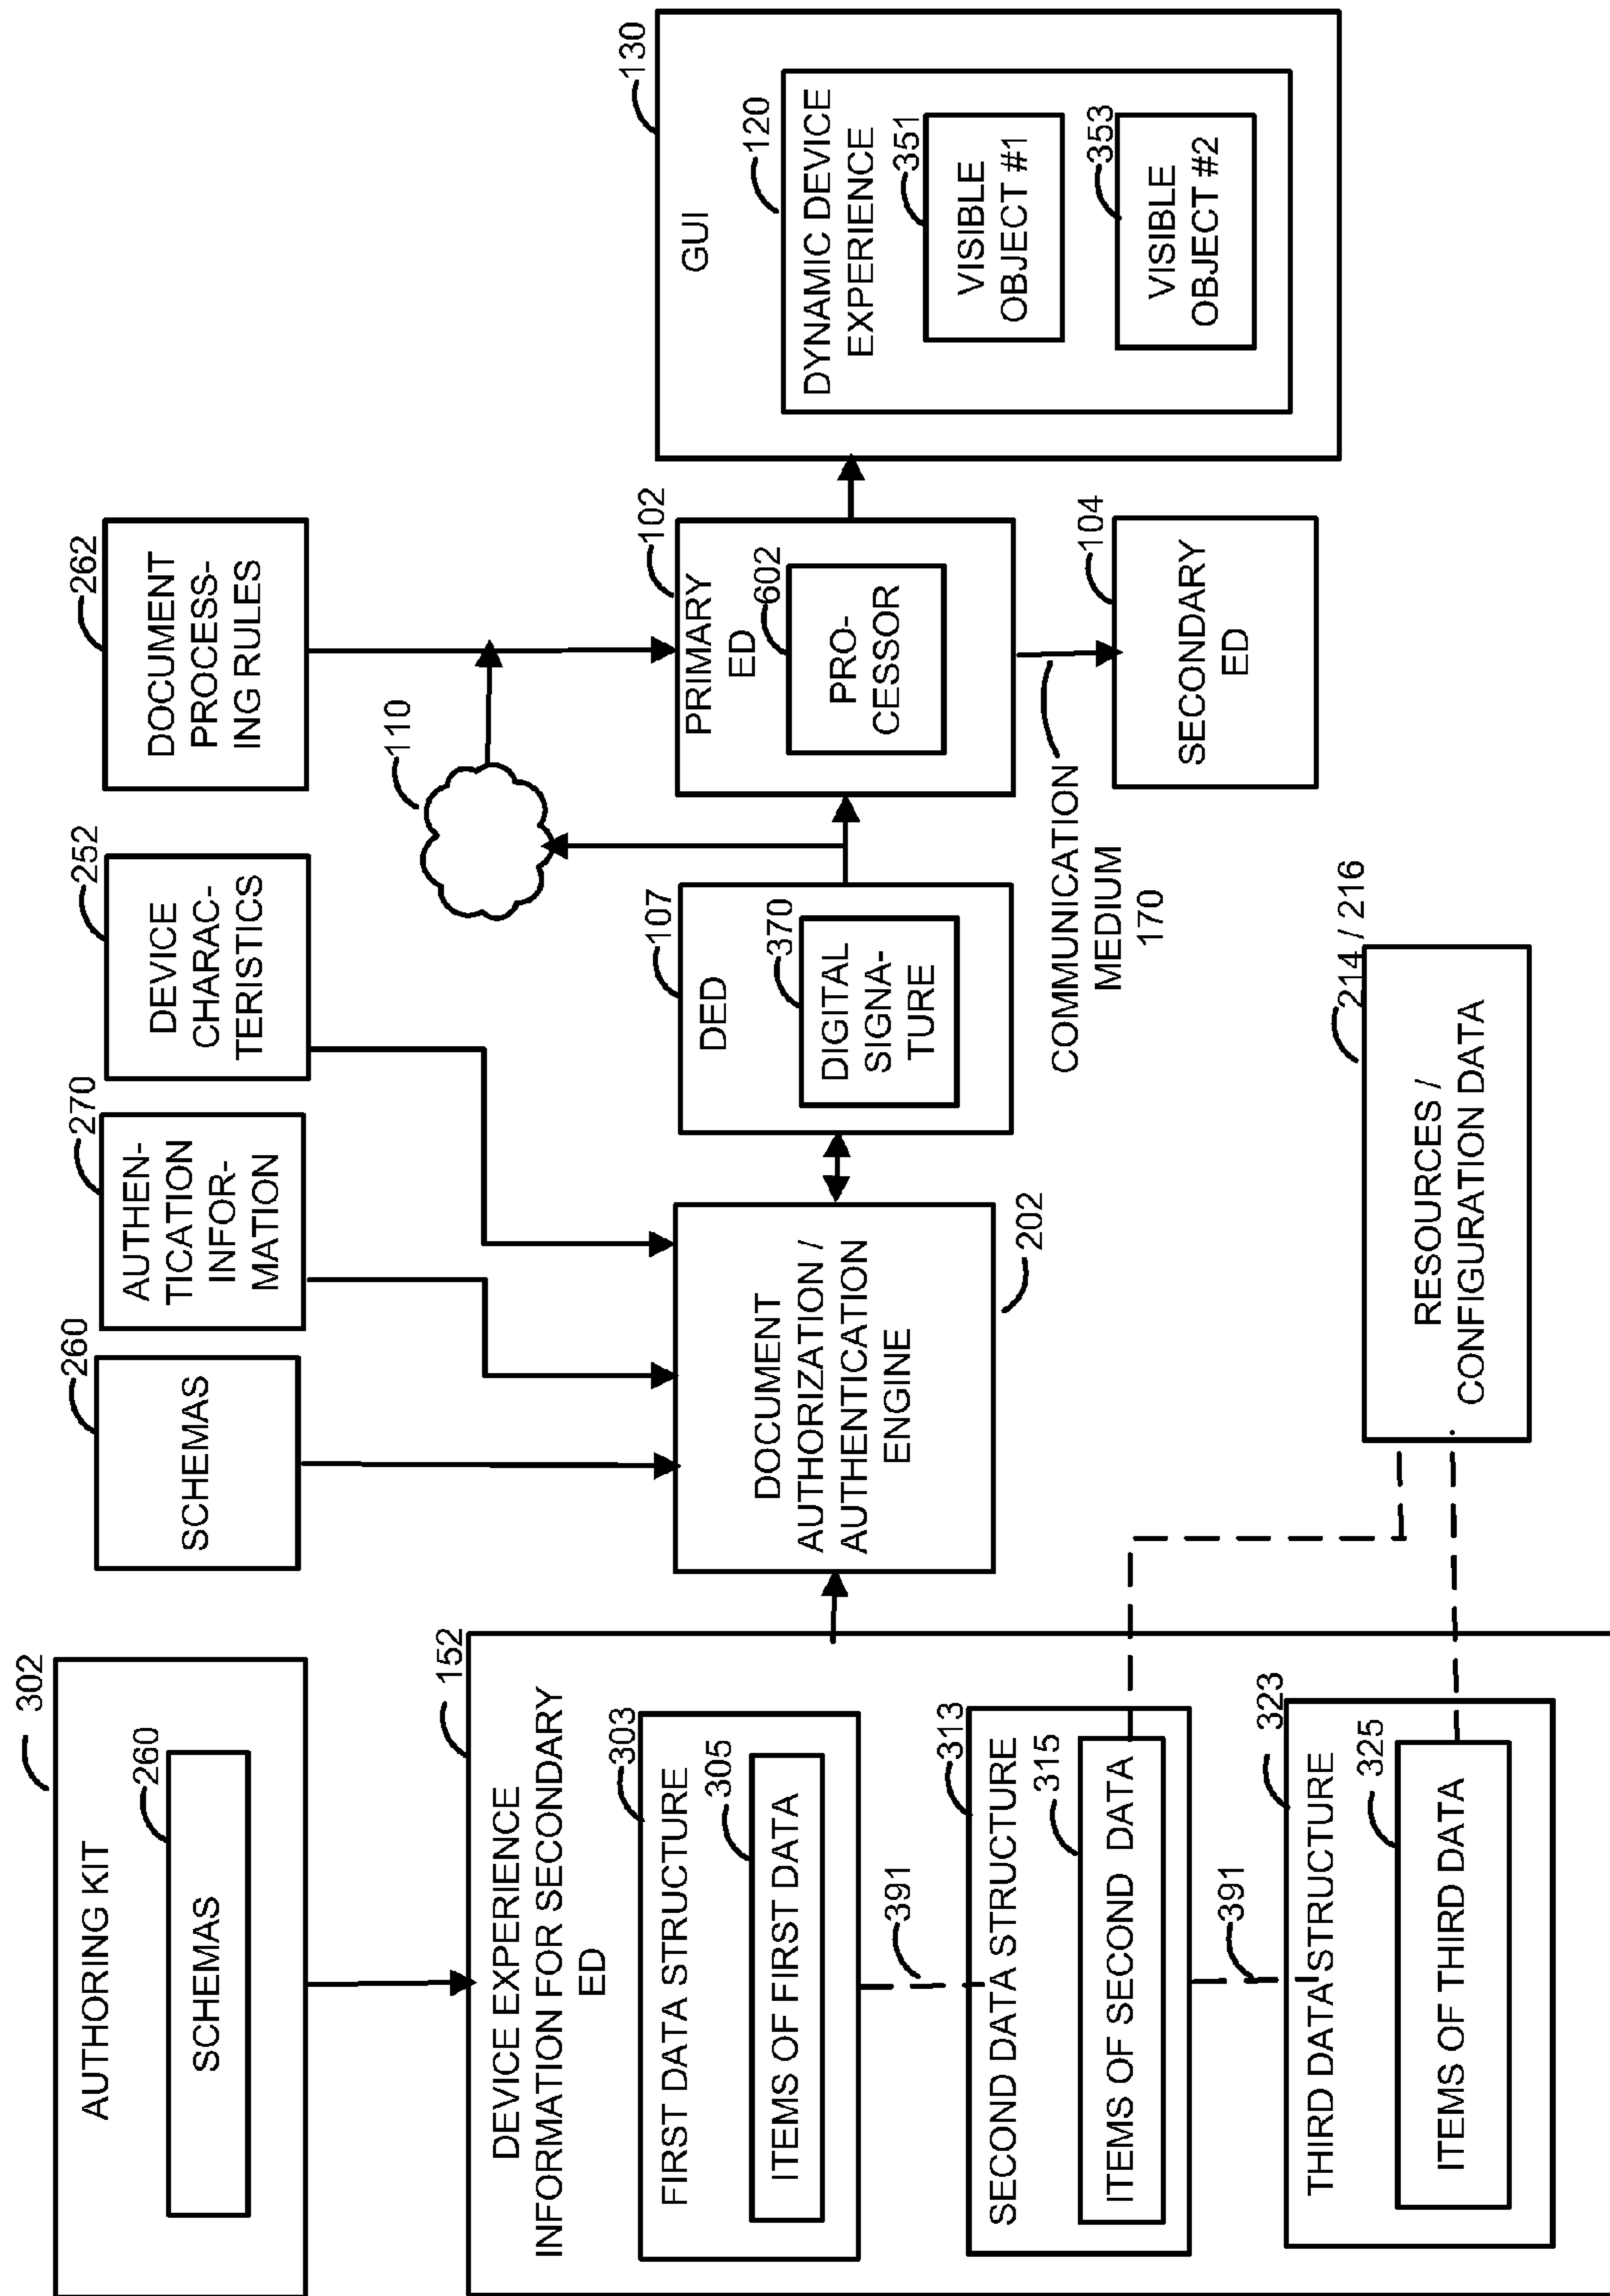 302
AUTHORING KIT
260
SCHEMAS
260
SCHEMAS
270
AUTHEN-
TICATION
INFOR-
MATION
252
DEVICE
CHARAC-
TERISTICS
262
DOCUMENT
PROCESS-
ING RULES
110
152
DEVICE EXPERIENCE
INFORMATION FOR SECONDARY
ED
303
FIRST DATA STRUCTURE
305
ITEMS OF FIRST DATA
391
313
SECOND DATA STRUCTURE
315
ITEMS OF SECOND DATA
391
323
THIRD DATA STRUCTURE
325
ITEMS OF THIRD DATA
DOCUMENT
AUTHORIZATION /
AUTHENTICATION
ENGINE
202
107
DED
370
DIGITAL
SIGNA-
TURE
102
PRIMARY
ED
602
PRO-
CESSOR
COMMUNICATION
MEDIUM
170
104
SECONDARY
ED
130
GUI
120
DYNAMIC DEVICE
EXPERIENCE
351
VISIBLE
OBJECT #1
353
VISIBLE
OBJECT #2
214 / 216
RESOURCES /
CONFIGURATION DATA